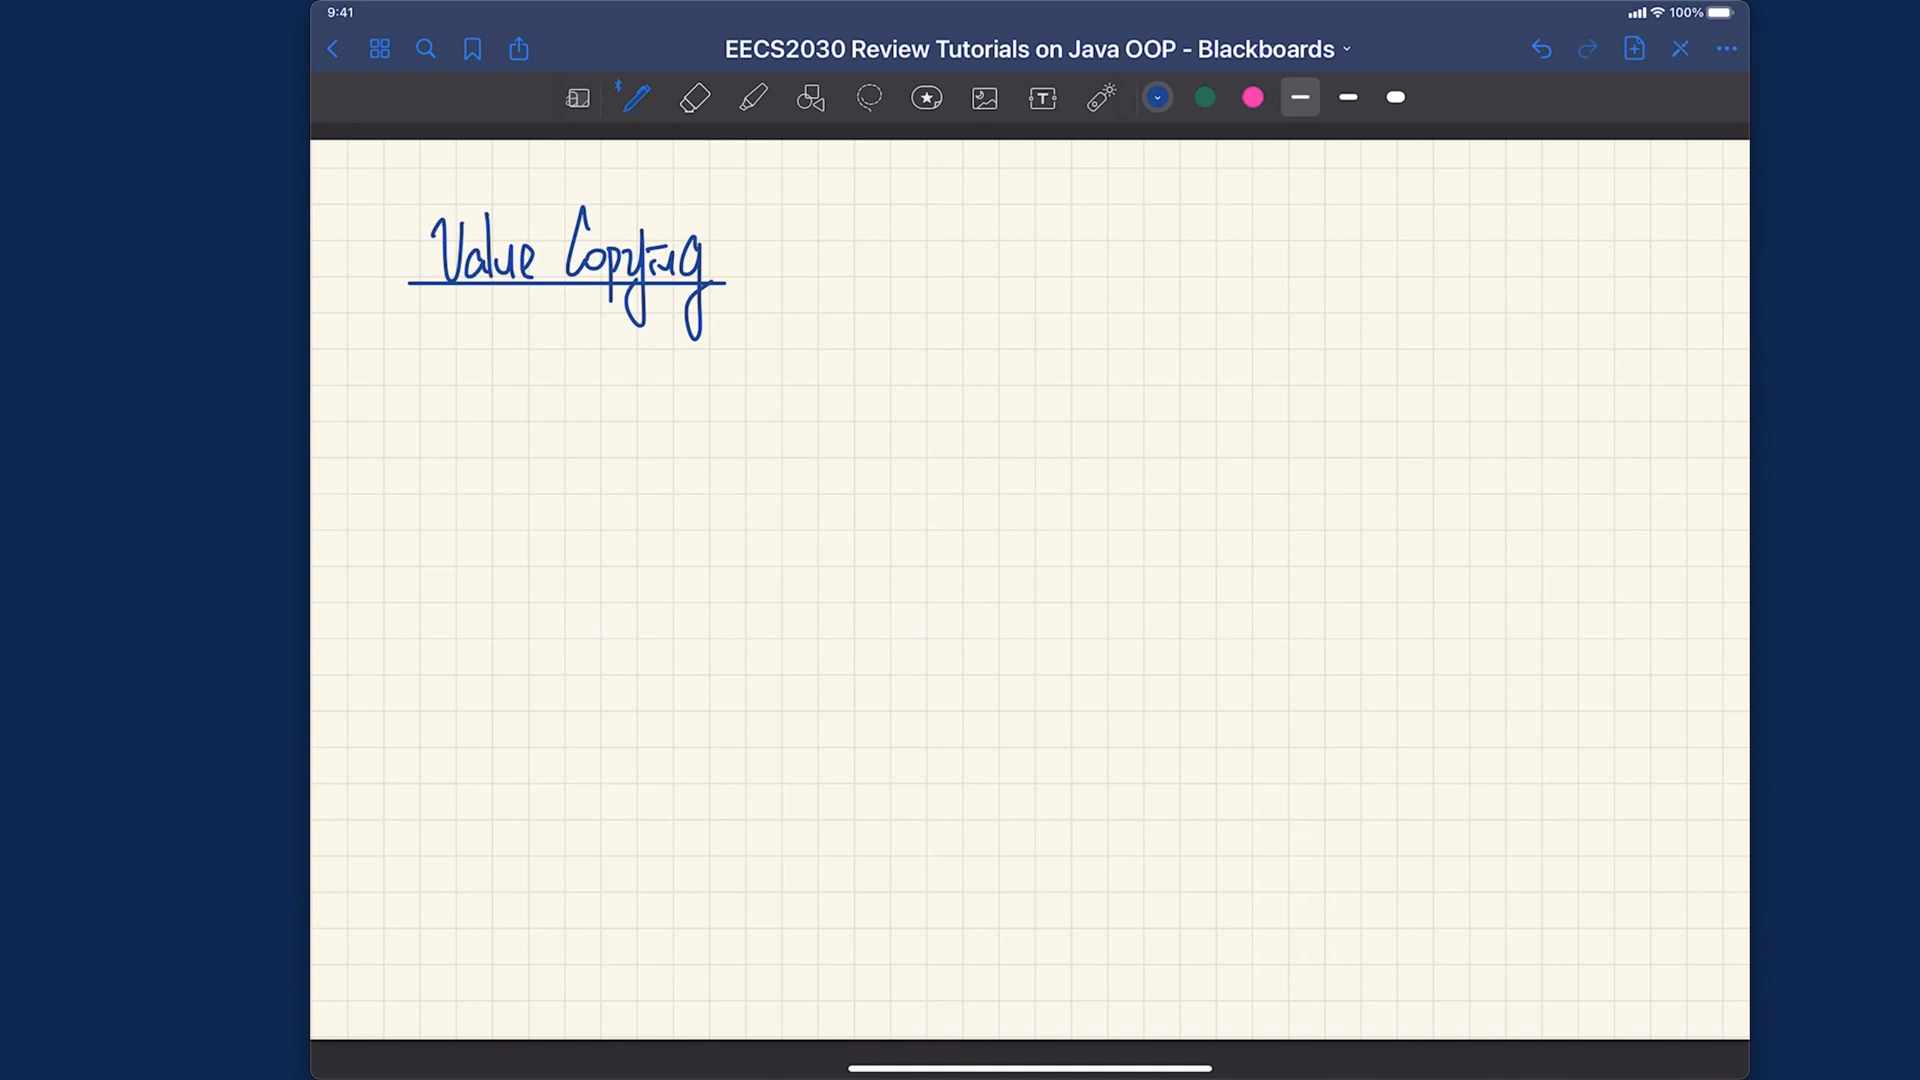 9:41
100%
EECS2030 Review Tutorials on Java OOP - Blackboards
Value Copying